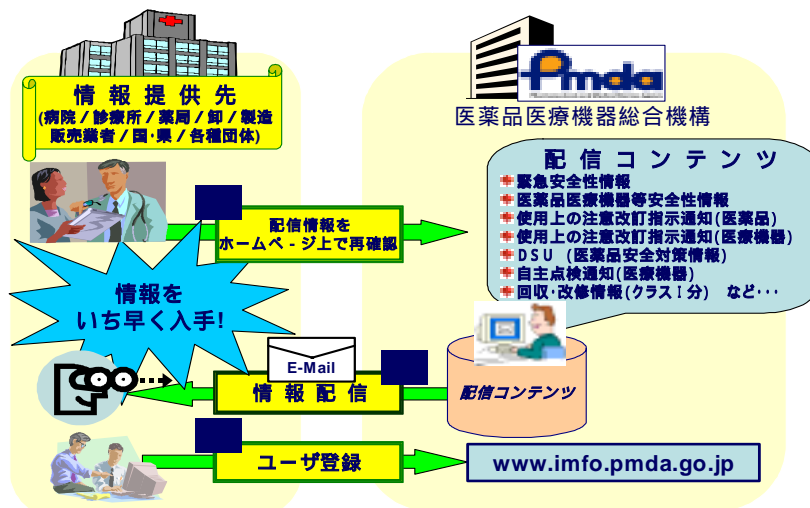 情報提供先
(病院/診療所/薬局/卸/製造
販売業者/国・県/各種団体)
Pmda
医薬品医療機器総合機構
配信コンテンツ
緊急安全性情報
医薬品医療機器等安全性情報
使用上の注意改訂指示通知(医薬品)
使用上の注意改訂指示通知(医療機器)
DSU (医薬品安全対策情報)
自主点検通知(医療機器)
回収・改修情報(クラスⅠ分) など・・・
配信情報を
ホームペ-ジ上で再確認
情報を
いち早く入手!
E-Mail
情報配信
配信コンテンツ
ユーザ登録
www.imfo.pmda.go.jp